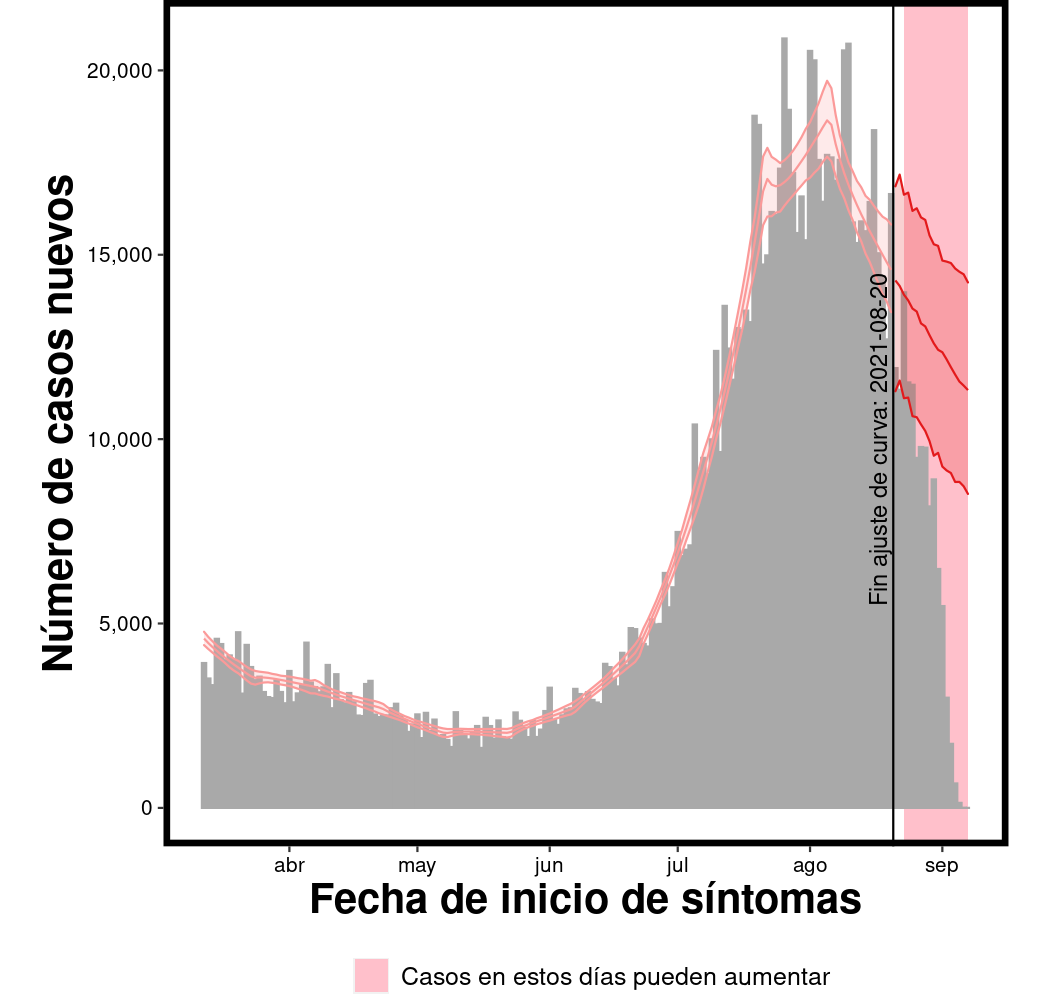 Número de casos nuevos
20,000
15,000
10,000
5,000
0
Fin ajuste de curva: 2021-08-20
abr may jun jul ago sep
Fecha de inicio de síntomas
Casos en estos días pueden aumentar